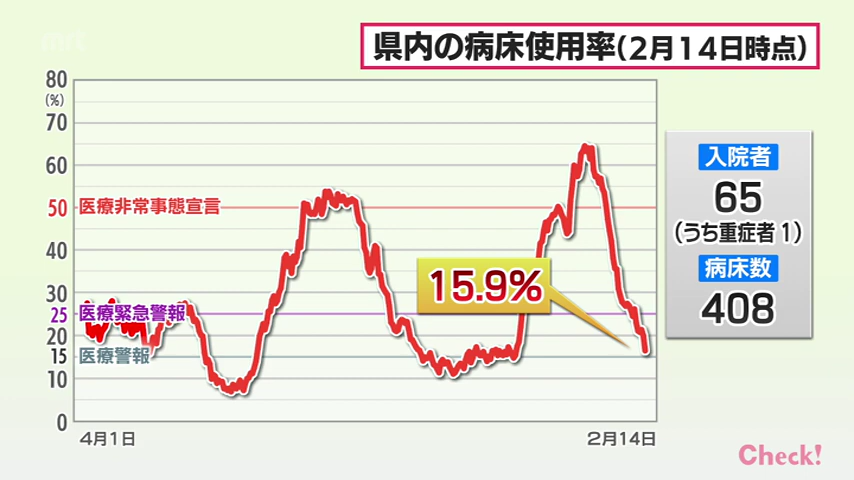 mrt
県内の病床使用率(2月14日時点)
80
(%)
70
60
50 医療非常事態宣言
40
30
25 医療緊急警報
20
15 医療警報
10
0
4月1日
2月14日
15.9%
入院者
65
(うち重症者1)
病床数
408
Check!